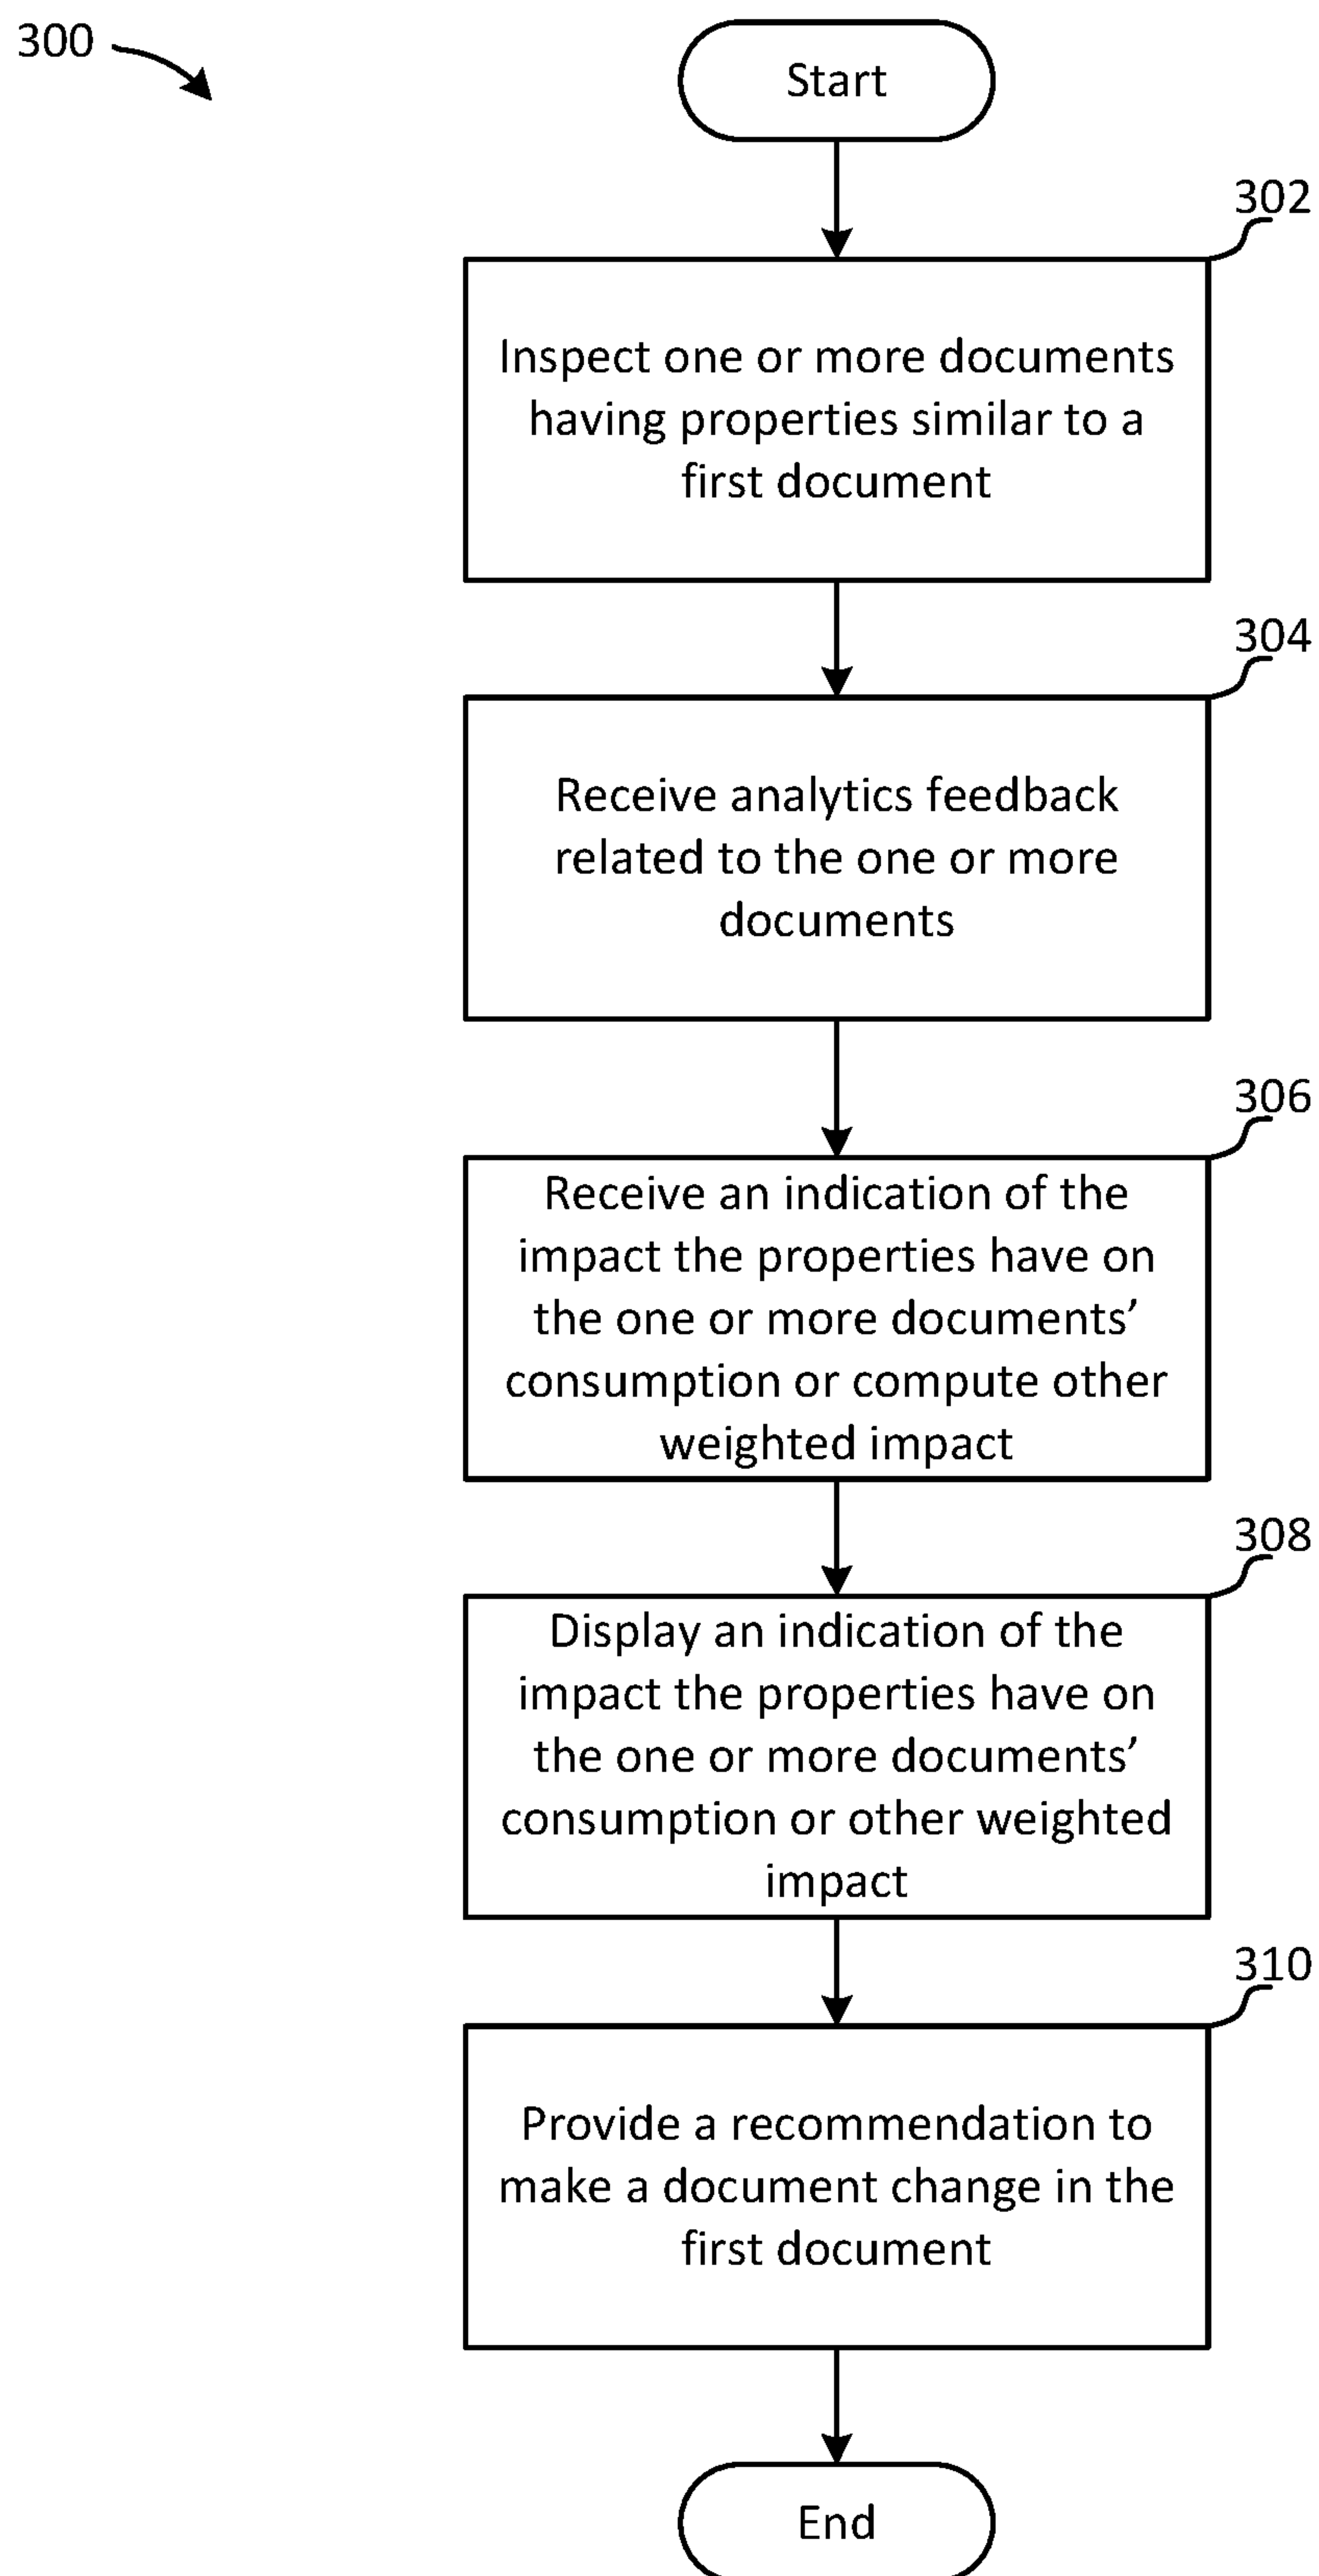 300
Start
302
Inspect one or more documents
having properties similar to a
first document
304
Receive analytics feedback
related to the one or more
documents
306
Receive an indication of the
impact the properties have on
the one or more documents’
consumption or compute other
weighted impact
308
Display an indication of the
impact the properties have on
the one or more documents’
consumption or other weighted
impact
310
Provide a recommendation to
make a document change in the
first document
End